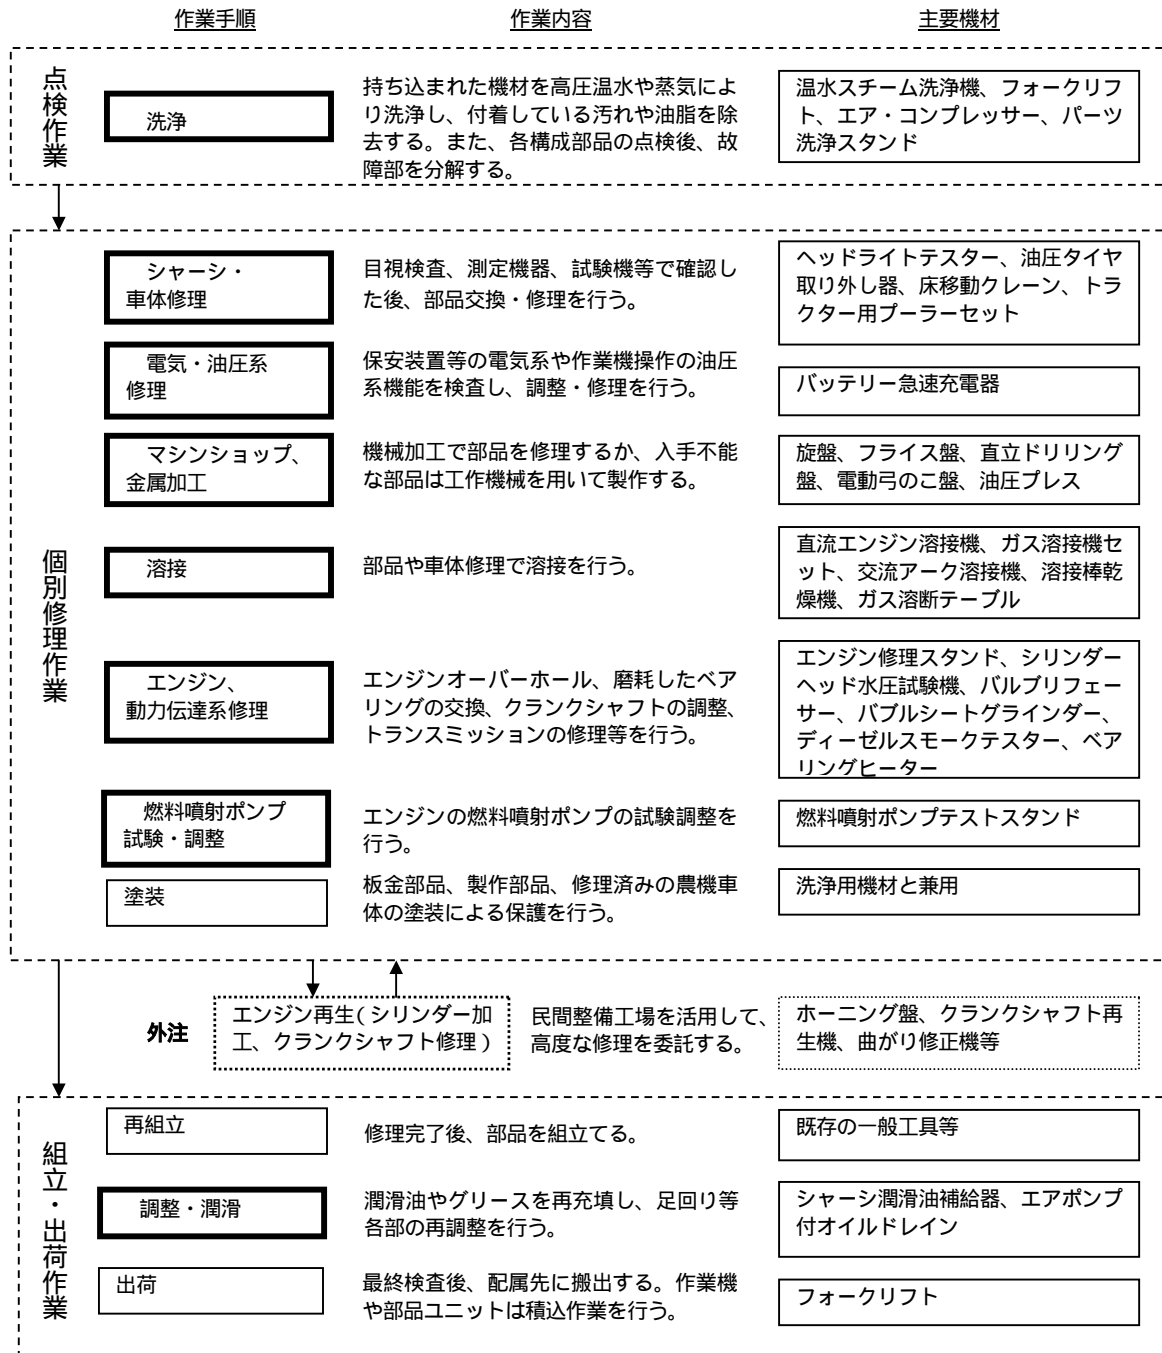 作業手順
作業内容
主要機材
点検作業
洗浄
持ち込まれた機材を高圧温水や蒸気によ
り洗浄し、付着している汚れや油脂を除
去する。また、各構成部品の点検後、故
障部を分解する。
温水スチーム洗浄機、フォークリフ
ト、エア・コンプレッサー、パーツ
洗浄スタンド
個別修理作業
シャーシ・
車体修理
目視検査、測定機器、試験機等で確認し
た後、部品交換・修理を行う。
ヘッドライトテスター、油圧タイヤ
取り外し器、床移動クレーン、トラ
クター用プーラーセット
電気・油圧系
修理
保安装置等の電気系や作業機操作の油圧
系機能を検査し、調整・修理を行う。
バッテリー急速充電器
マシンショップ、
金属加工
機械加工で部品を修理するか、入手不能
な部品は工作機械を用いて製作する。
旋盤、フライス盤、直立ドリリング
盤、電動弓のこ盤、油圧プレス
溶接
部品や車体修理で溶接を行う。
直流エンジン溶接機、ガス溶接機セ
ット、交流アーク溶接機、溶接棒乾
燥機、ガス溶断テーブル
エンジン、
動力伝達系修理
エンジンオーバーホール、磨耗したベア
リングの交換、クランクシャフトの調整、
トランスミッションの修理等を行う。
エンジン修理スタンド、シリンダー
ヘッド水圧試験機、バルブリフェー
サー、バブルシートグラインダー、
ディーゼルスモークテスター、ベア
リングヒーター
燃料噴射ポンプ
試験・調整
エンジンの燃料噴射ポンプの試験調整を
行う。
燃料噴射ポンプテストスタンド
塗装
板金部品、製作部品、修理済みの農機車
体の塗装による保護を行う。
洗浄用機材と兼用
外注
エンジン再生(シリンダー加
工、クランクシャフト修理)
民間整備工場を活用して、
高度な修理を委託する。
ホーニング盤、クランクシャフト再
生機、曲がり修正機等
組立・出荷作業
再組立
修理完了後、部品を組立てる。
既存の一般工具等
調整・潤滑
潤滑油やグリースを再充填し、足回り等
各部の再調整を行う。
シャーシ潤滑油補給器、エアポンプ
付オイルドレイン
出荷
最終検査後、配属先に搬出する。作業機
や部品ユニットは積込作業を行う。
フォークリフト